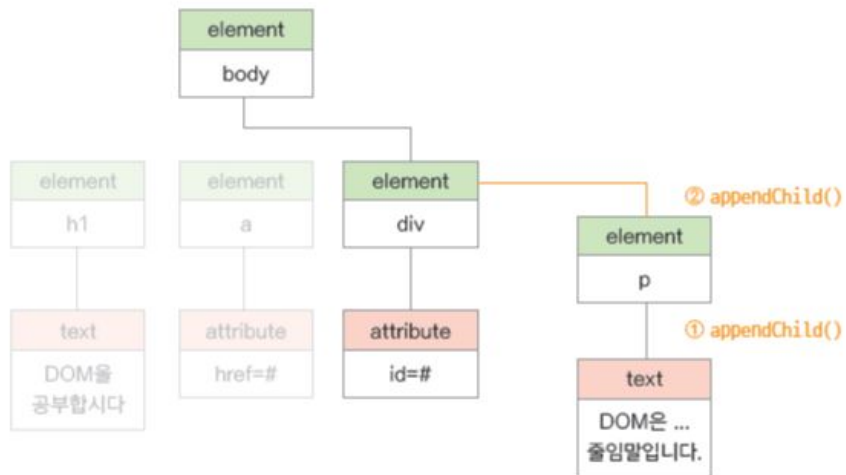 element
body
element
h1
element
a
element
div
② appendChild()
element
p
text
DOM을
공부합시다
attribute
href=#
attribute
id=#
① appendChild()
text
DOM은 ...
줄임말입니다.